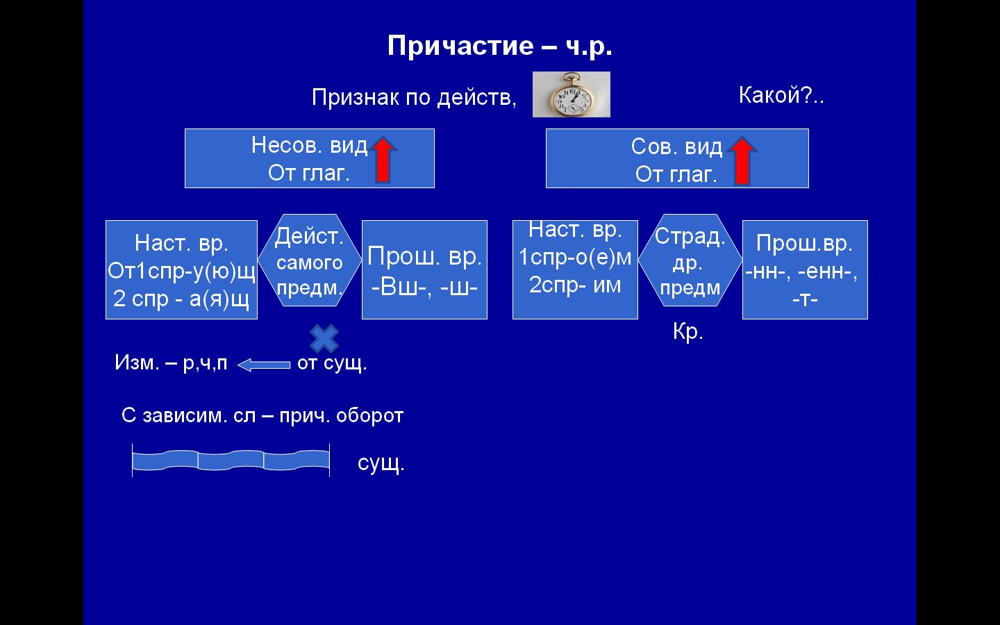 Причастие – ч.р.
Признак по действ,
Какой?..
Несов. вид
От глаг.
Сов. вид
От глаг.
Наст. вр.
От1спр-у(ю)щ
2 спр - а(я)щ
Дейст.
самого
предм.
Прош. вр.
-Вш-, -ш-
Наст. вр.
1спр-о(е)м
2спр- им
Страд.
др.
предм
Прош.вр.
-нн-, -енн-,
-т-
Кр.
Изм. – р,ч,п
от сущ.
С зависим. сл – прич. оборот
сущ.